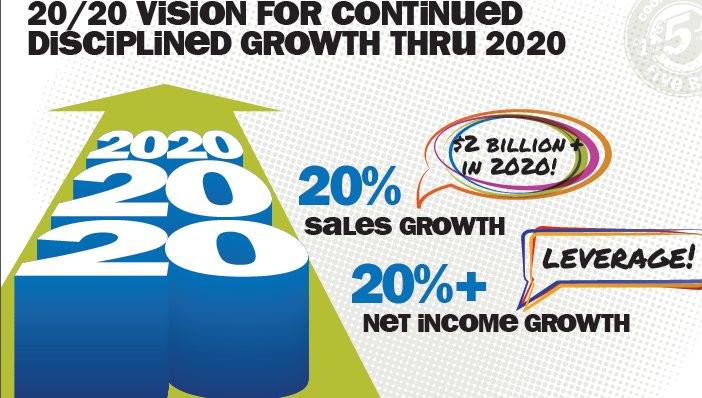 20/20 VISION FOR CONTINUED
DISCIPLINED GROWTH THRU 2020
2020
20
20
20%
SALES GROWTH
$2 BILLION +
IN 2020!
20%+
NET INCOME GROWTH
LEVERAGE!